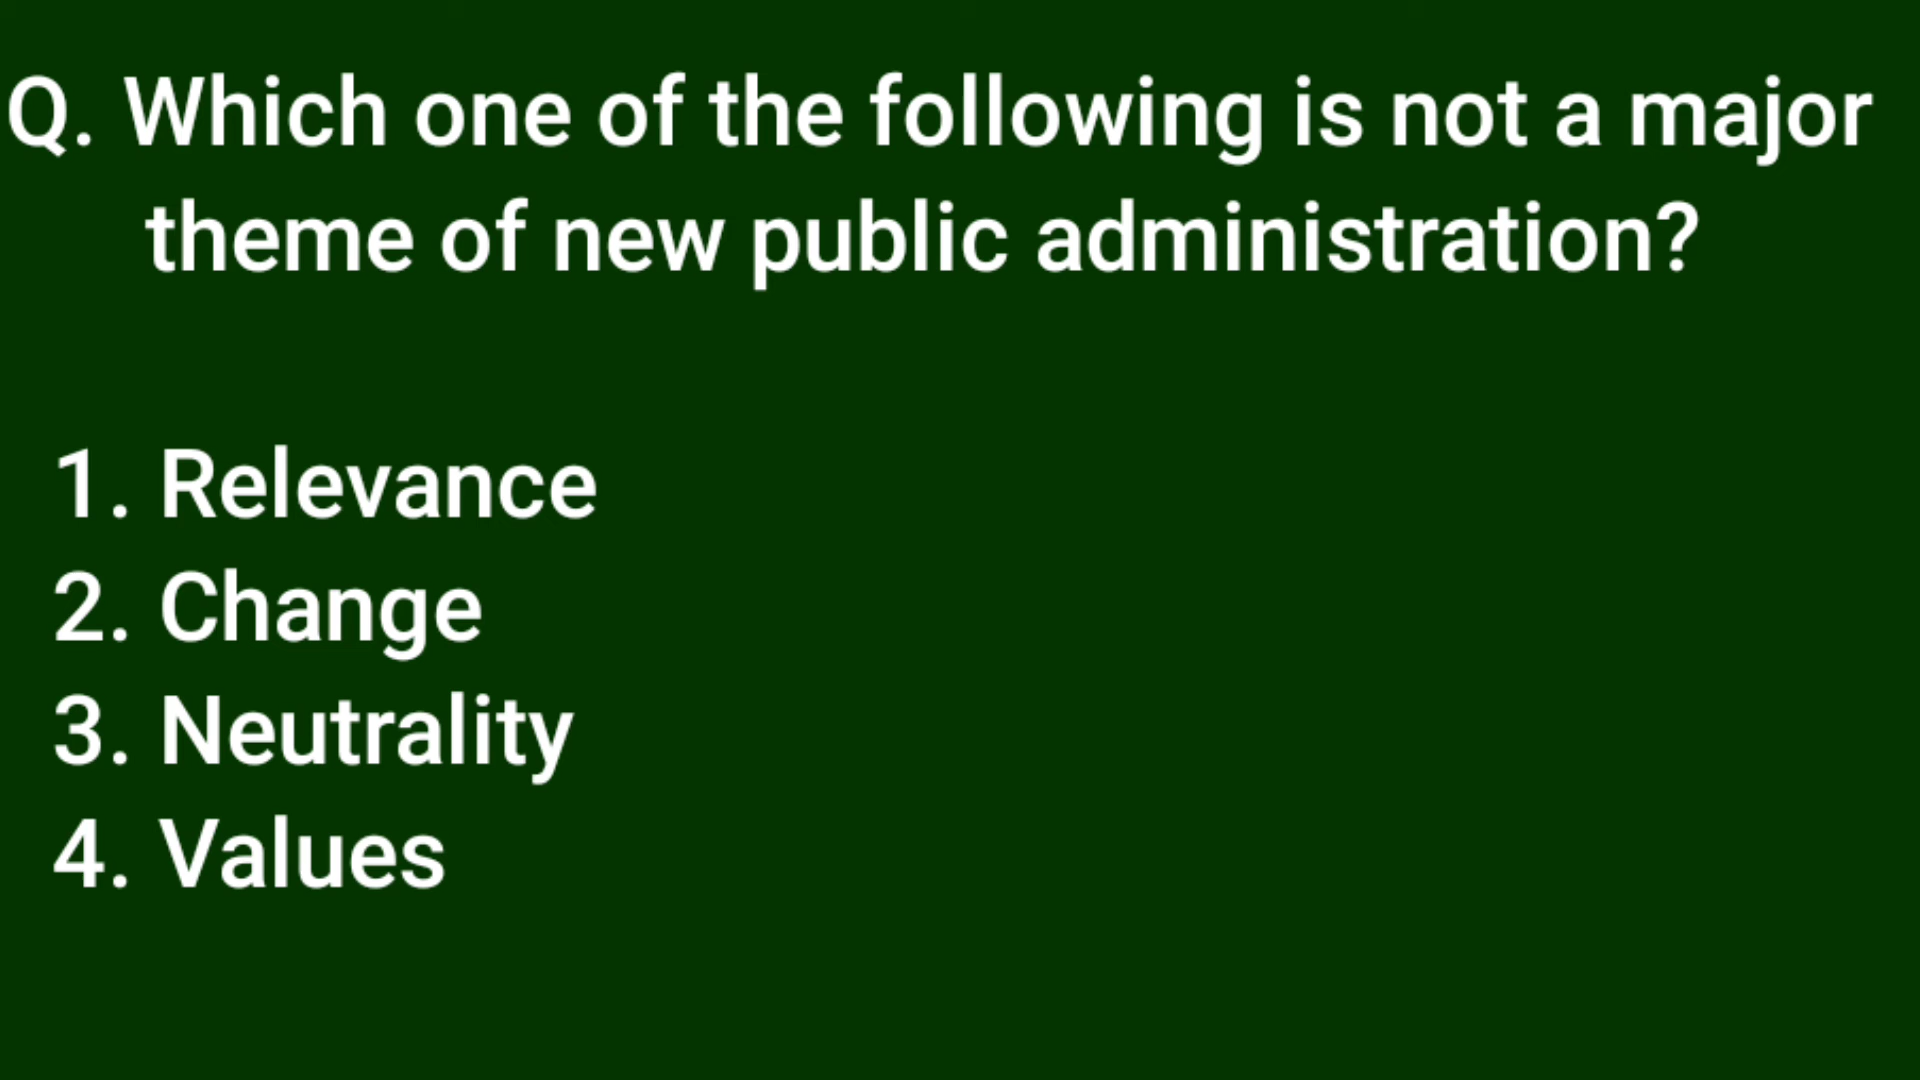 Q. Which one of the following is not a major
theme of new public administration?
1. Relevance
2. Change
3. Neutrality
4. Values